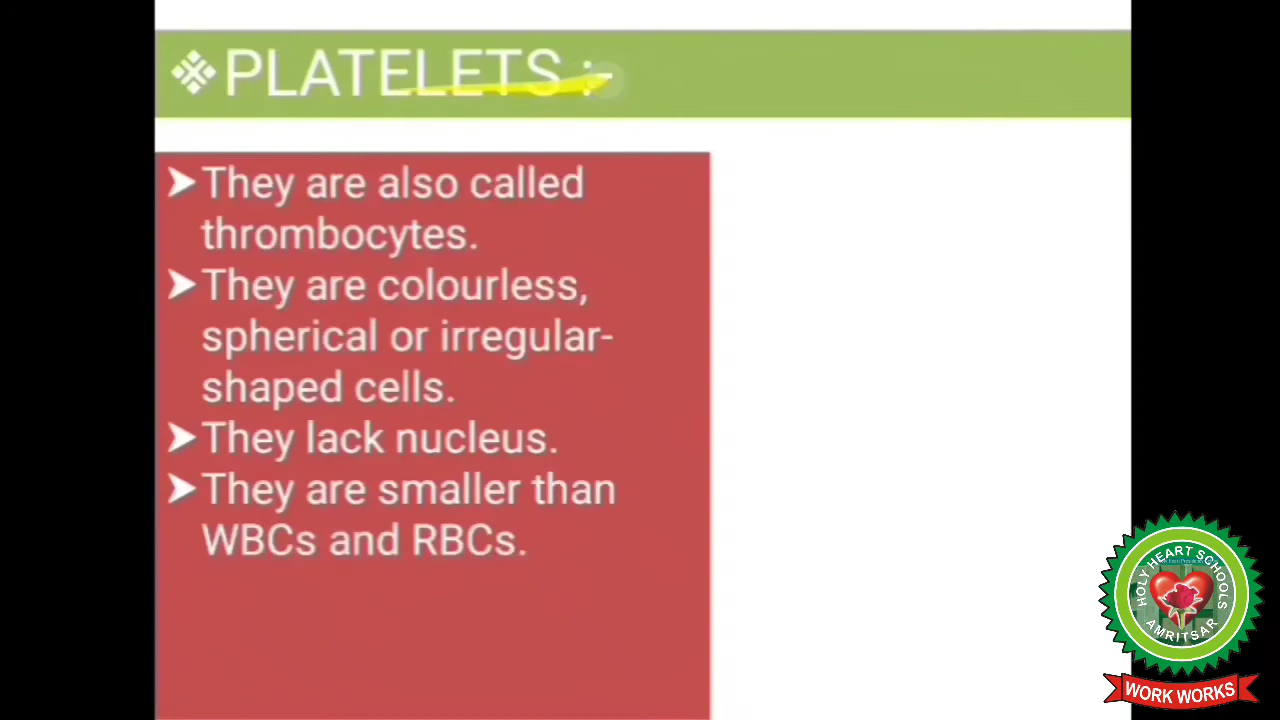 ❖PLATELETS :-
➤They are also called
thrombocytes.
➤They are colourless,
spherical or irregular-
shaped cells.
➤They lack nucleus.
➤They are smaller than
WBCs and RBCs.
HOLY HEART SCHOOLS
AMRITSAR
WORK WORKS